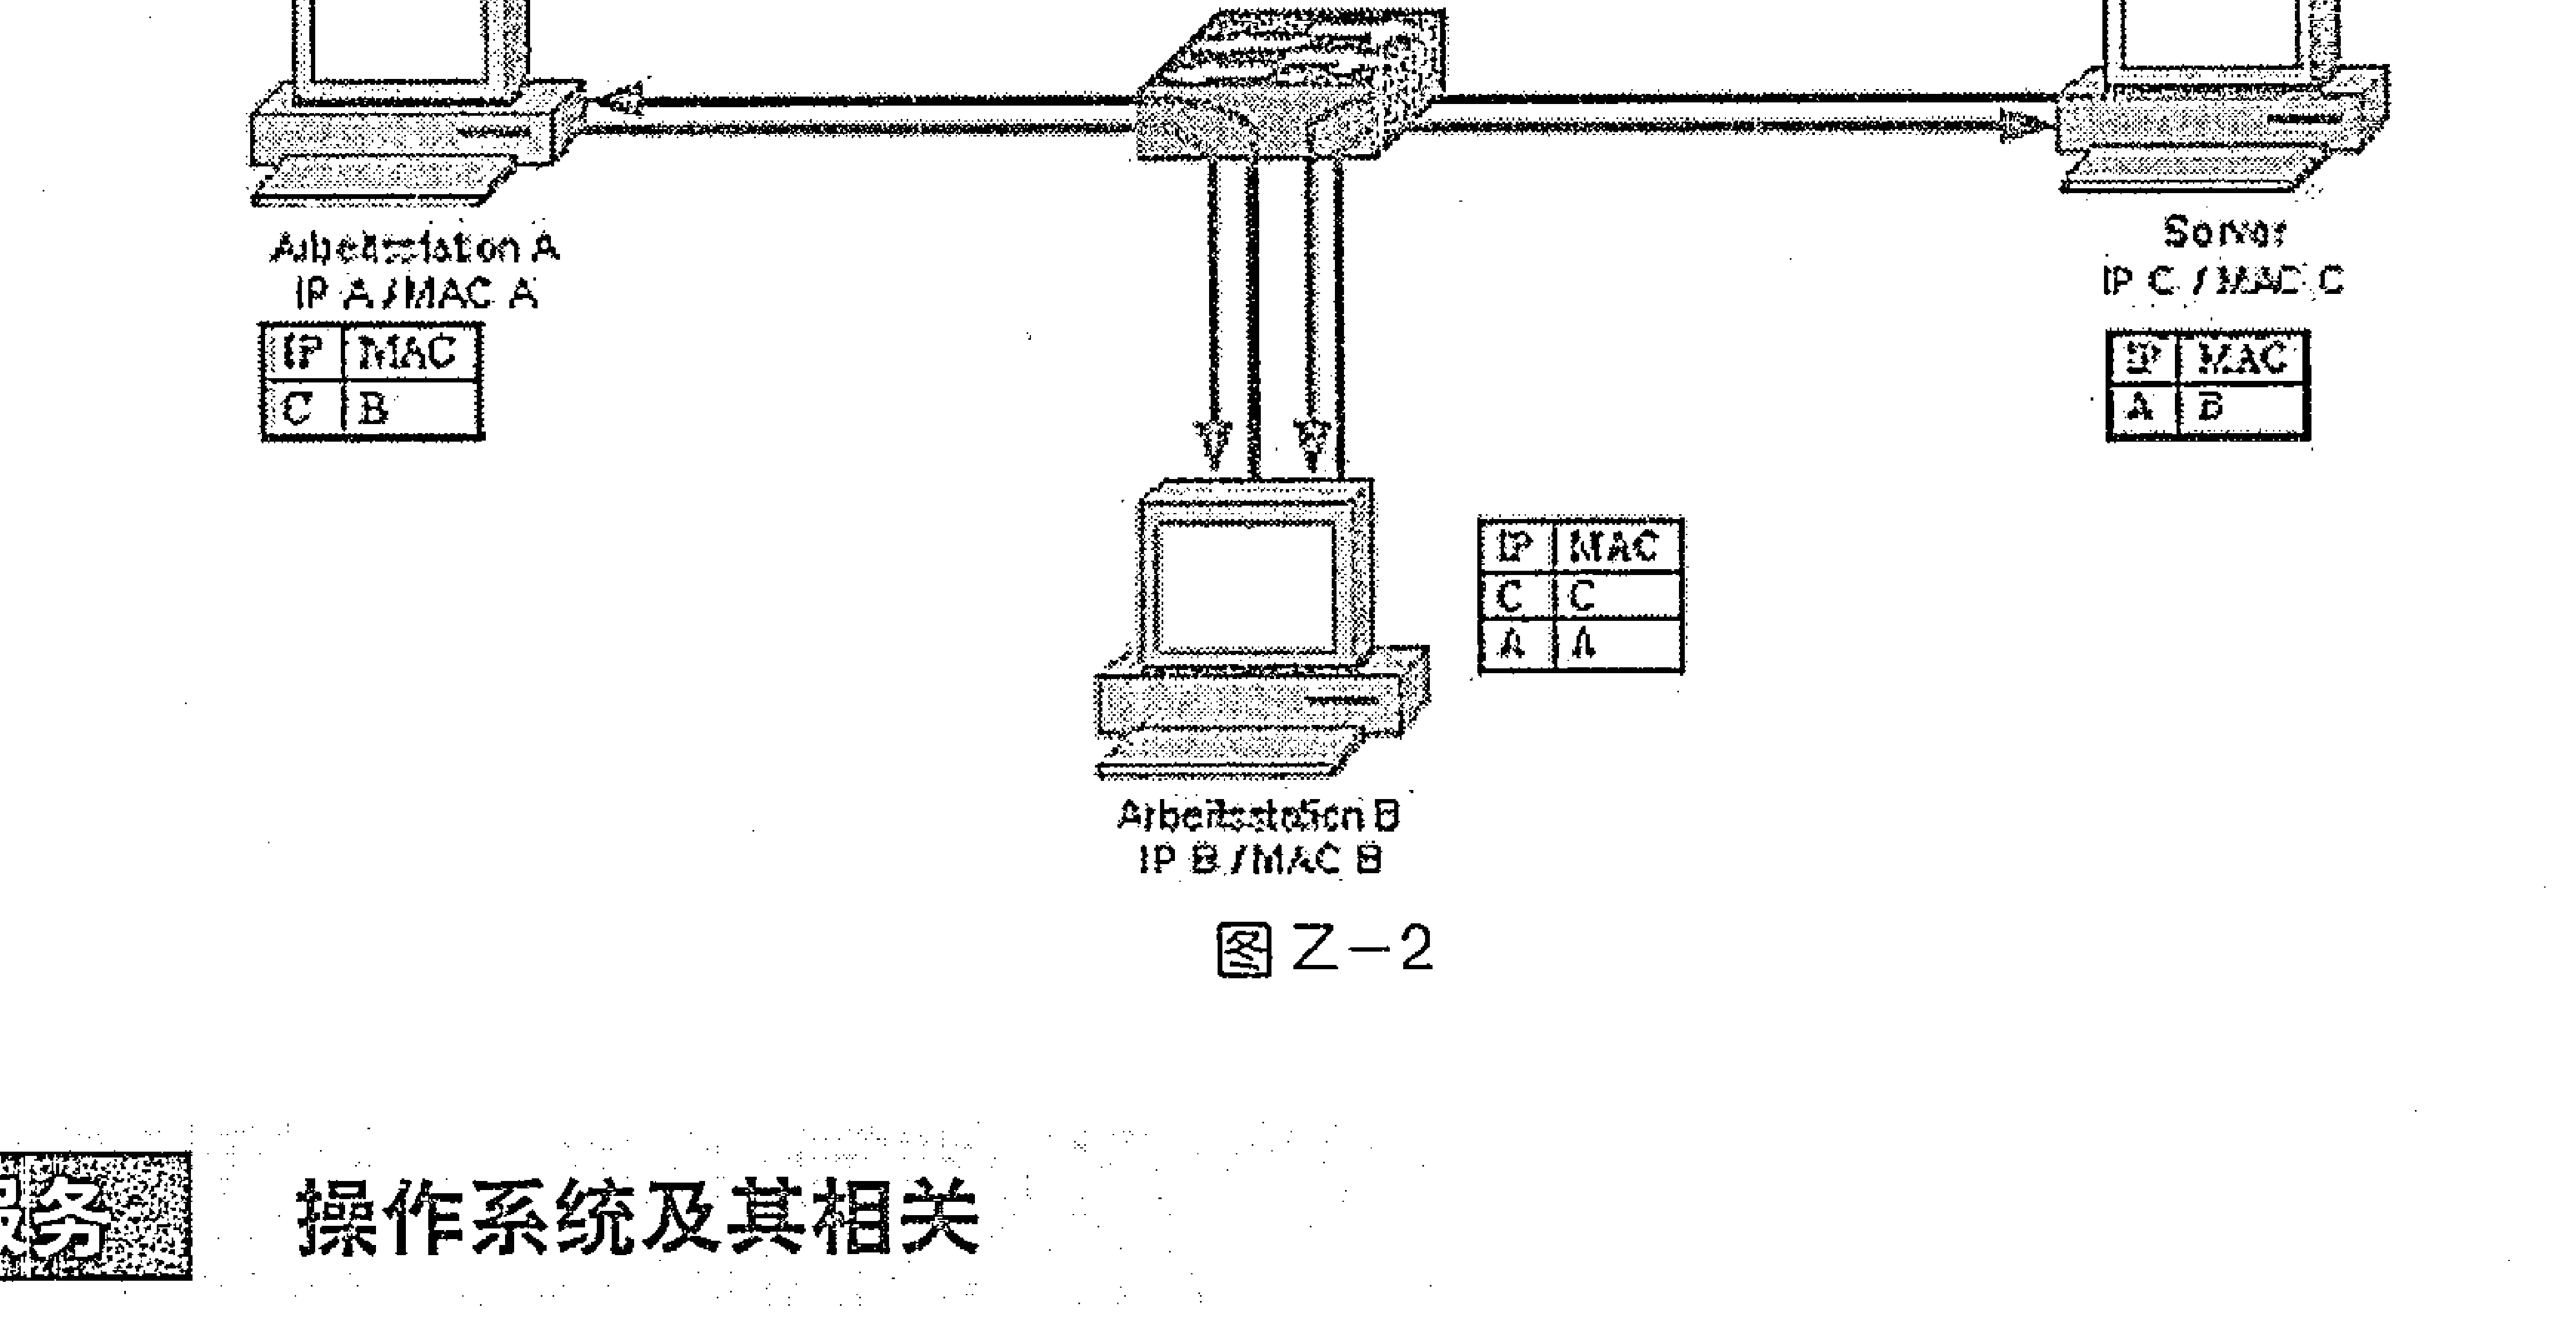 Arbeitsstation A
IP A / MAC A
IP MAC
C B
Server
IP C / MAC C
IP MAC
A B
IP MAC
C C
A A
Arbeitsstation B
IP B / MAC B
图 Z-2
务
操作系统及其相关